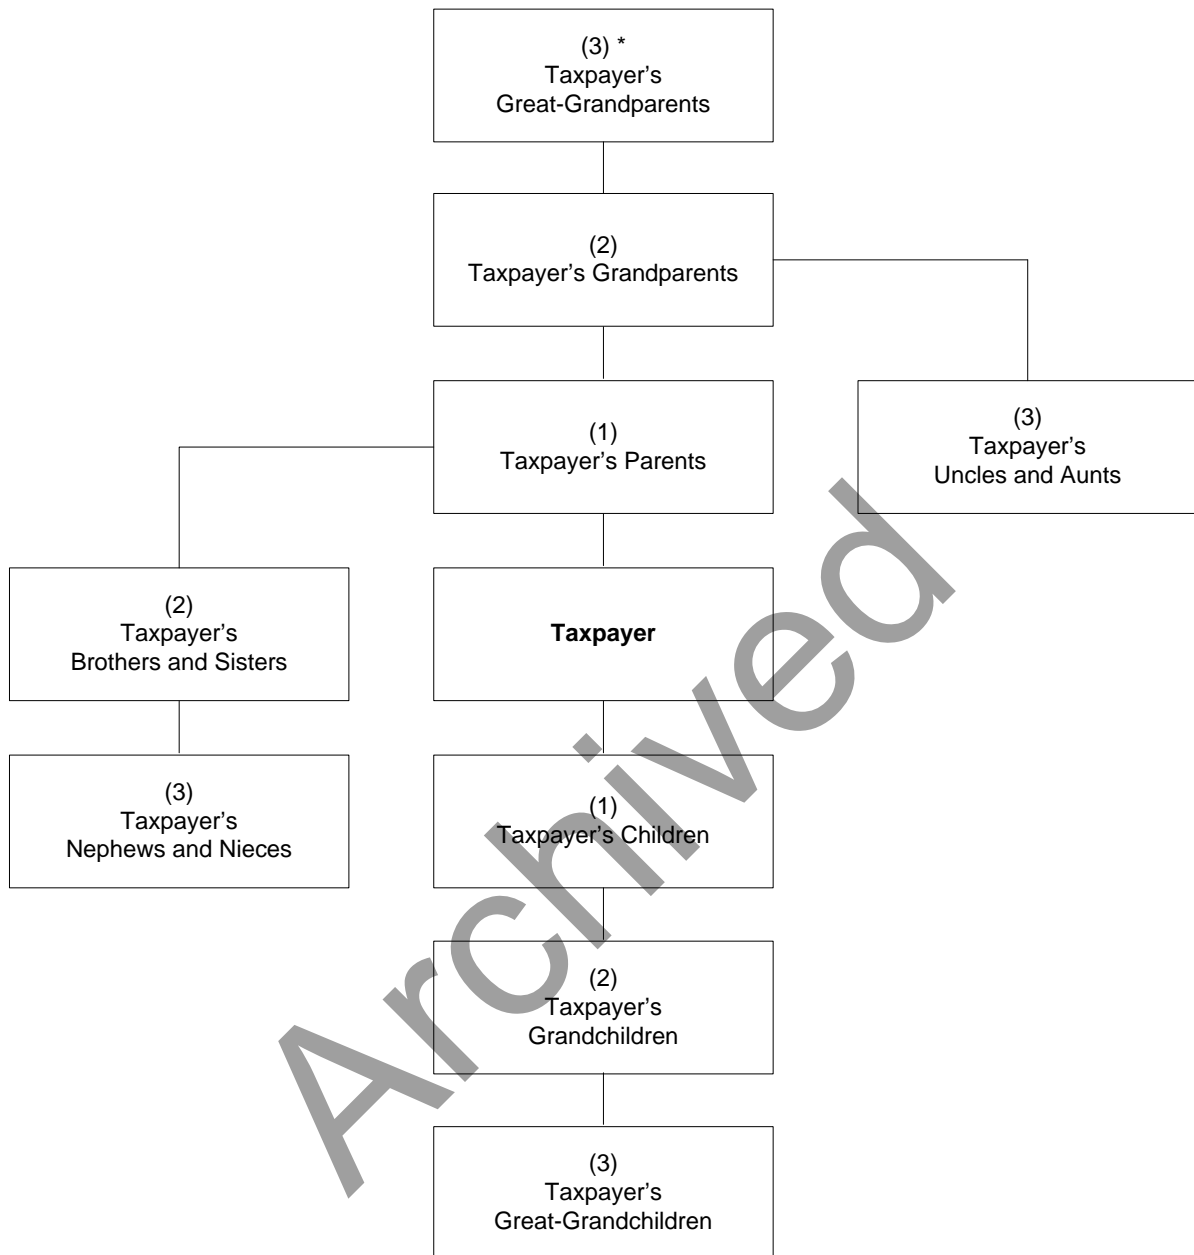 (3) *
Taxpayer’s
Great-Grandparents
(2)
Taxpayer’s Grandparents
(1)
Taxpayer’s Parents
(3)
Taxpayer’s
Uncles and Aunts
(2)
Taxpayer’s
Brothers and Sisters
Taxpayer
(3)
Taxpayer’s
Nephews and Nieces
(1)
Taxpayer’s Children
(2)
Taxpayer’s
Grandchildren
(3)
Taxpayer’s
Great-Grandchildren
Archived